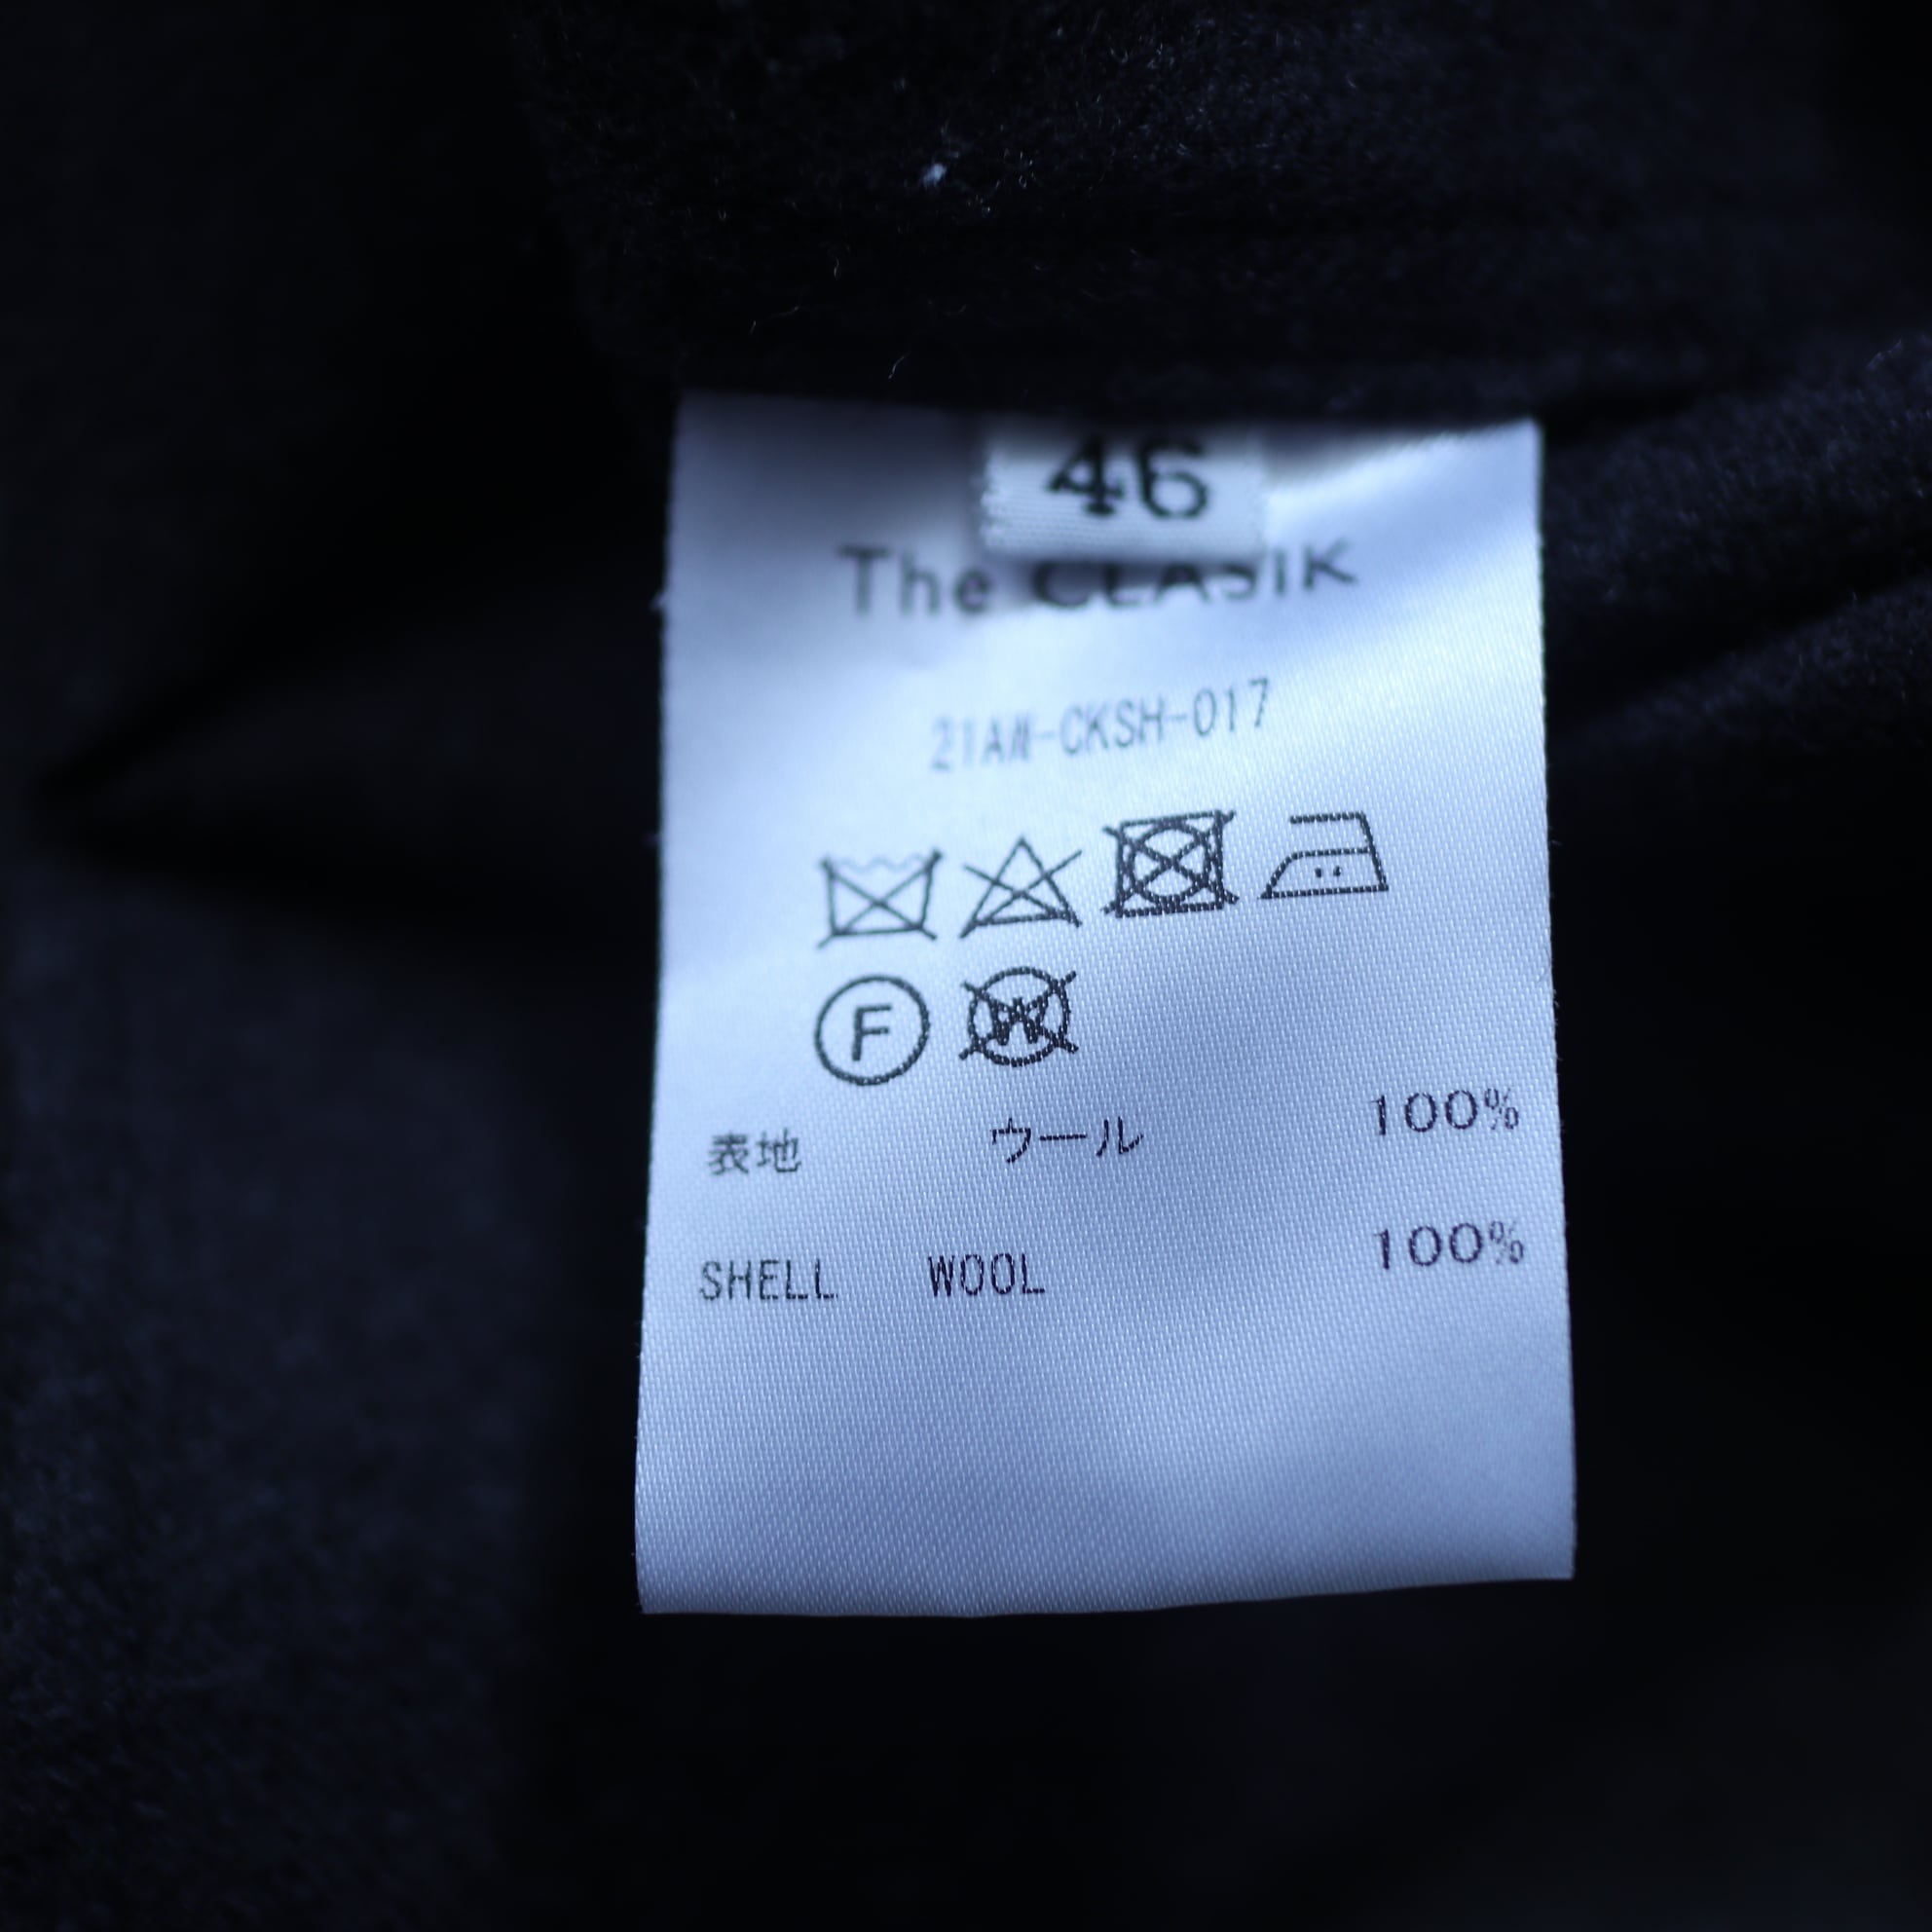 46
The CLASIK
21AW-CKSH-017
F
W
表地 ウール 100%
SHELL WOOL 100%